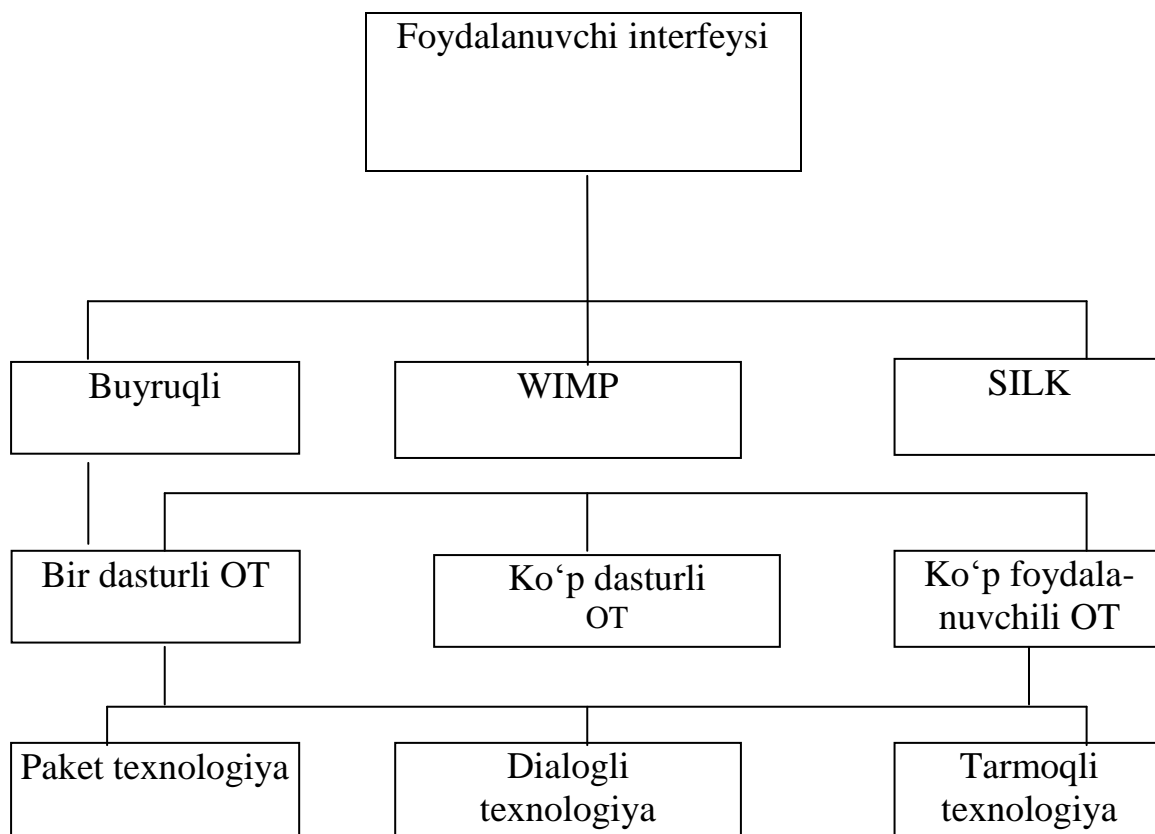 Foydalanuvchi interfeysi
Buyruqli
WIMP
SILK
Bir dasturli OT
Ko‘p dasturli
OT
Ko‘p foydala-
nuvchili OT
Paket texnologiya
Dialogli
texnologiya
Tarmoqli
texnologiya